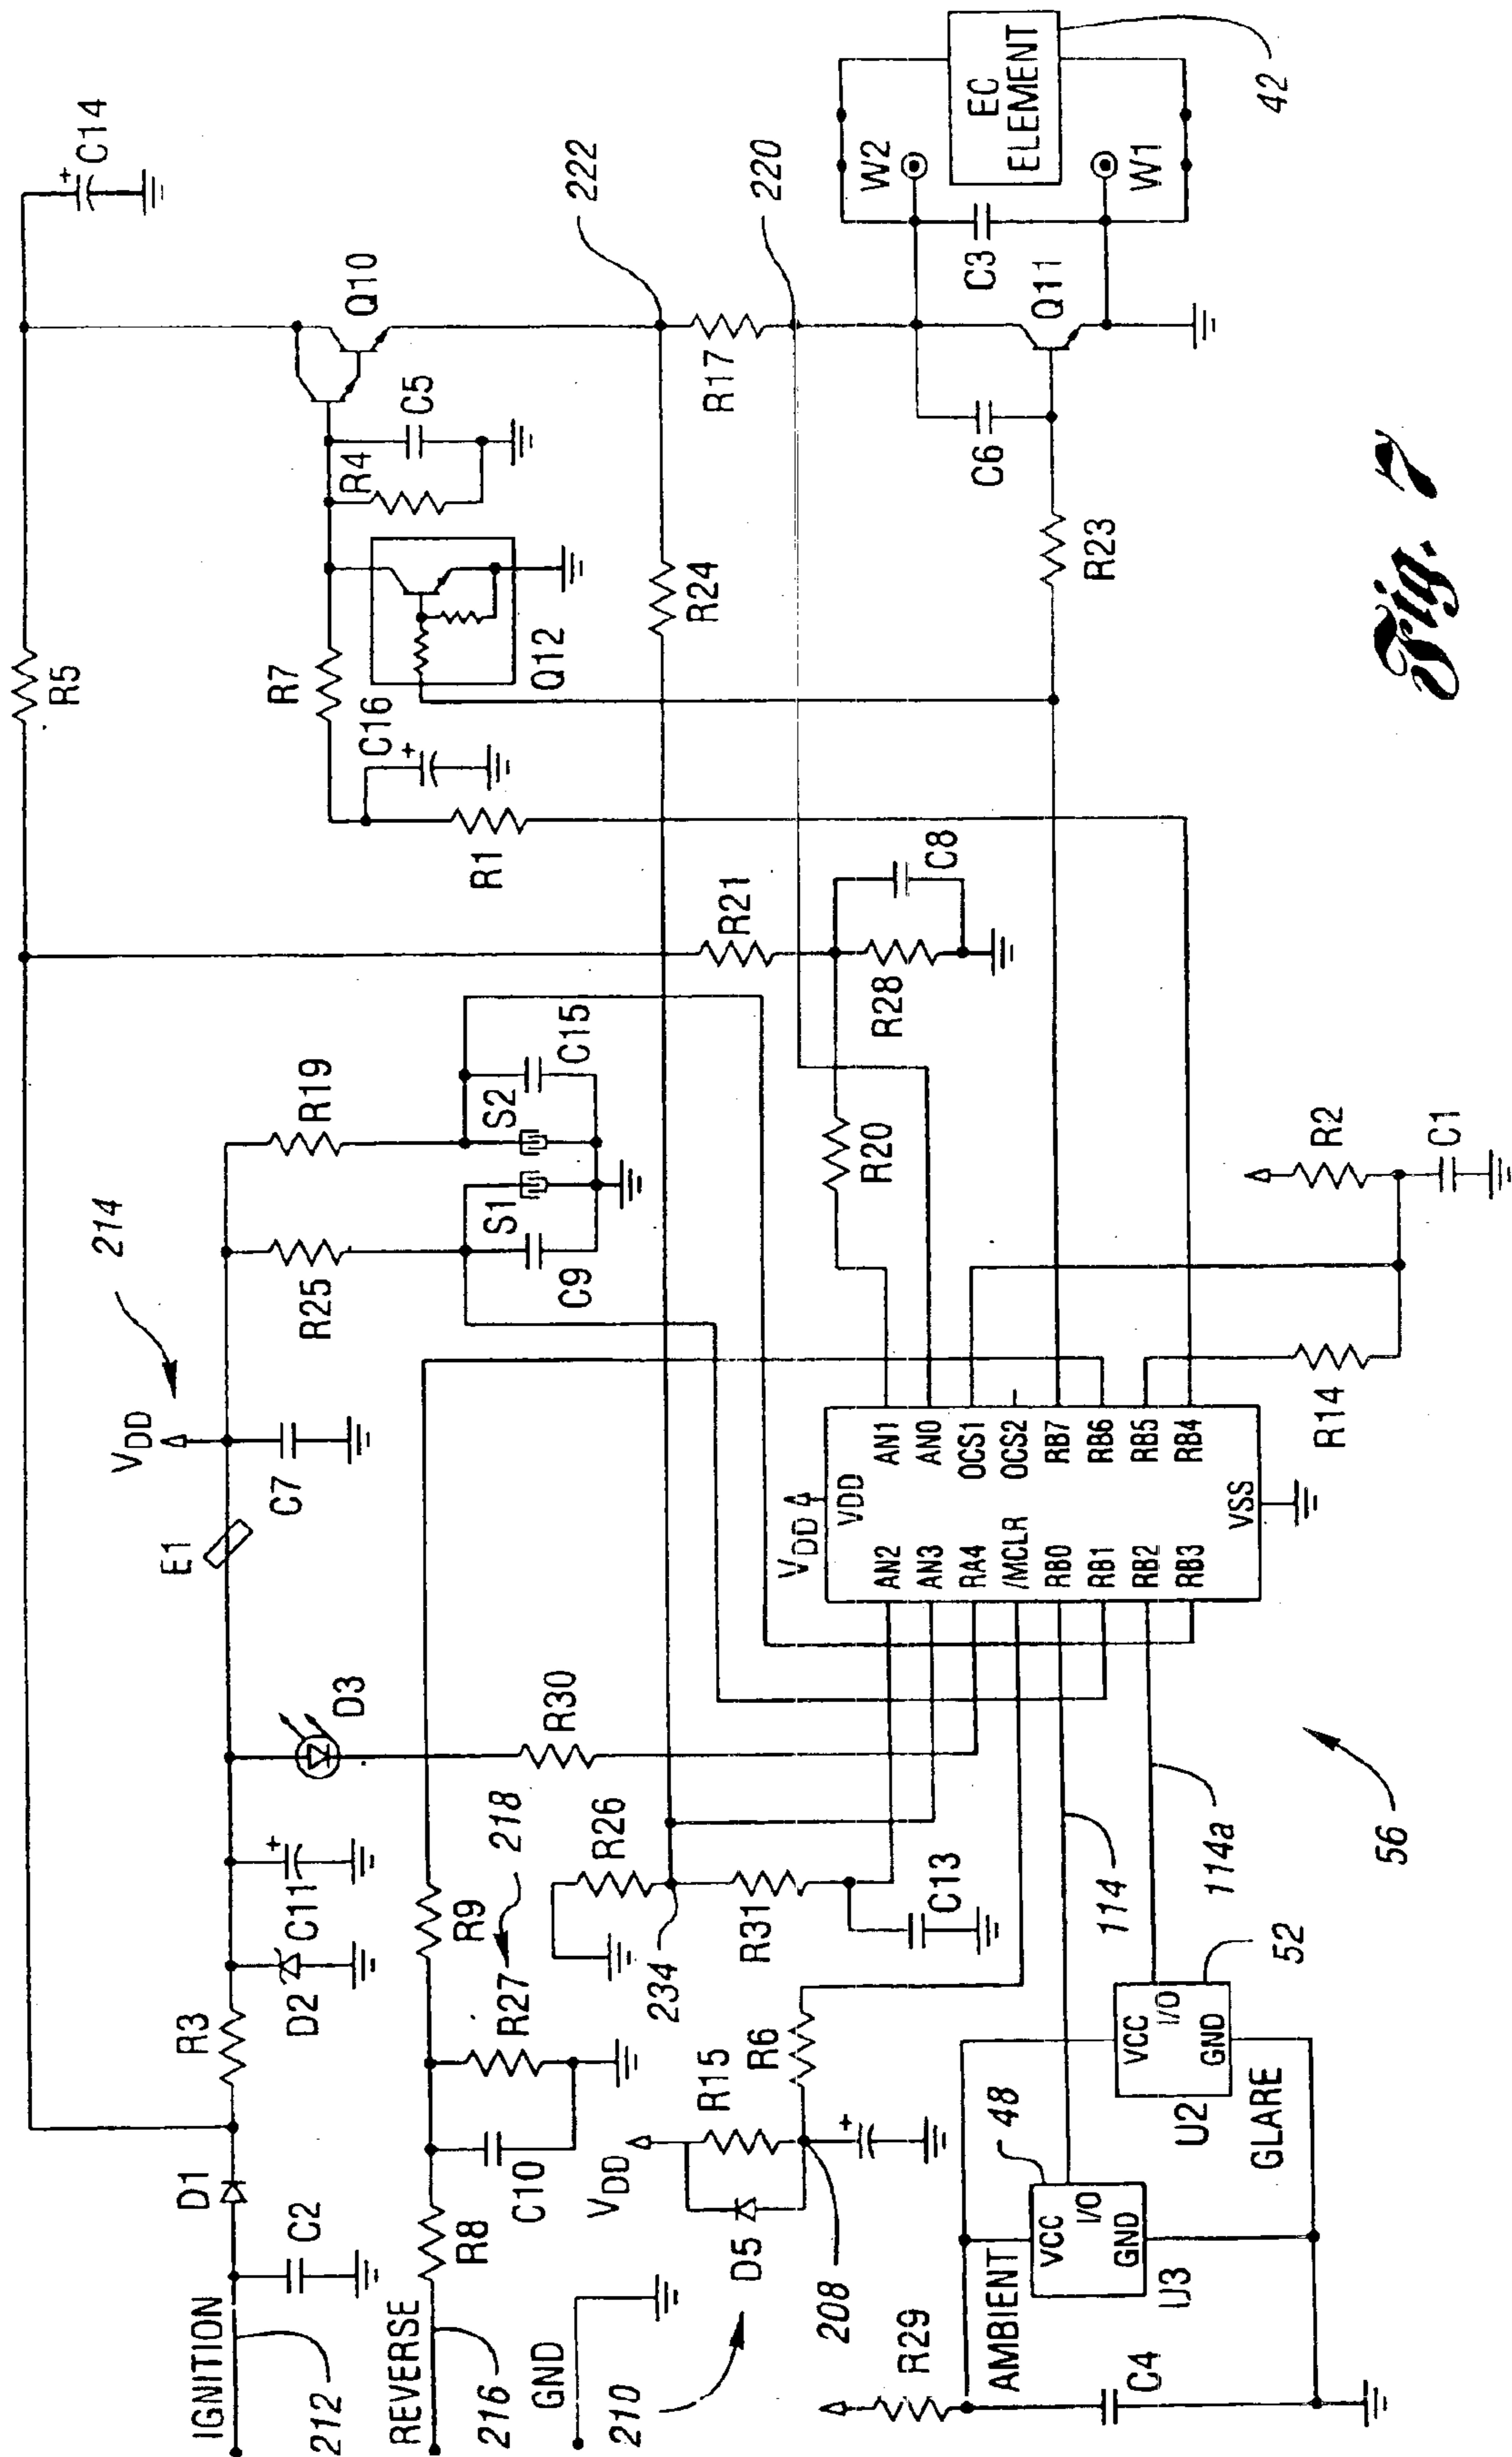 IGNITION
212
C2
D1
R3
D2
C11
+
D3
E1
C7
VDD
214
R25
R19
R5
C14
+
REVERSE
216
R8
C10
R27
218
R9
R30
S1
S2
C9
C15
C16
+
R1
R7
Q12
R4
C5
Q10
GND
210
VDD
D5
R15
208
+
R6
234
R26
R31
C13
R24
222
R21
R28
C8
R20
R17
220
R29
C4
AMBIENT
48
VCC
I/O
GND
U3
U2
GLARE
VCC
I/O
GND
52
114
114a
56
VDD
VDD
AN2
AN3
RA4
/MCLR
RB0
RB1
RB2
RB3
AN1
AN0
OCS1
OCS2
RB7
RB6
RB5
RB4
VSS
R14
R2
C1
R23
C6
Q11
C3
W2
W1
EC
ELEMENT
42
Fig. 7